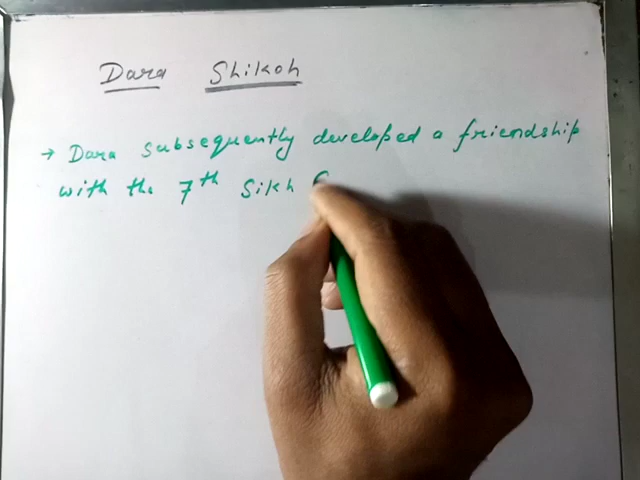 Dara Shikoh
→ Dara subsequently developed a friendship
with the 7th Sikh